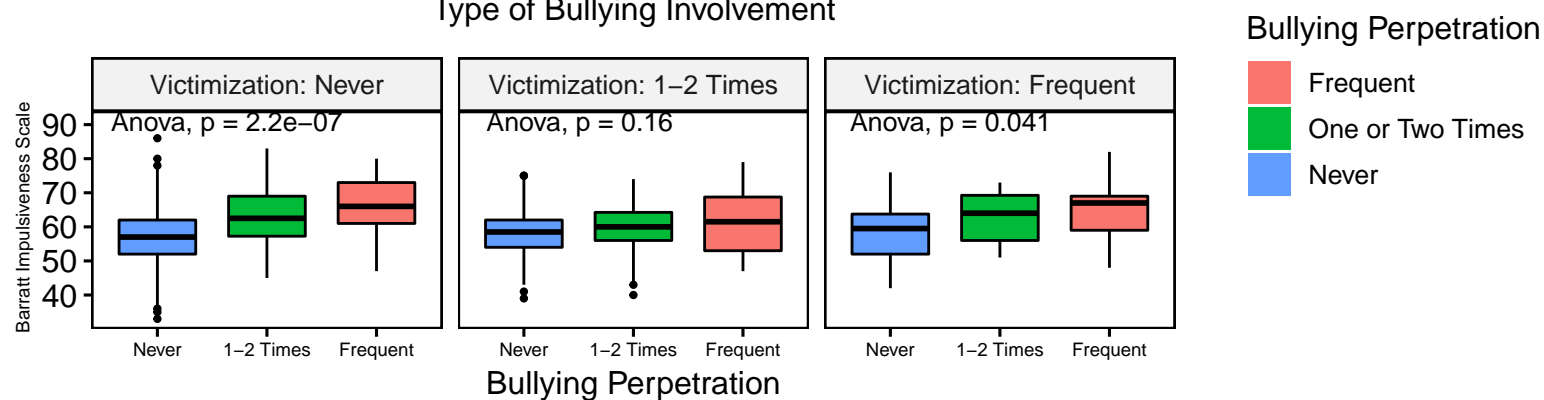 Type of Bullying Involvement
Bullying Perpetration
Frequent
One or Two Times
Never
Victimization: Never
Victimization: 1−2 Times
Victimization: Frequent
Anova, p = 2.2e−07
Anova, p = 0.16
Anova, p = 0.041
Barratt Impulsiveness Scale
90
80
70
60
50
40
Never
1−2 Times
Frequent
Never
1−2 Times
Frequent
Never
1−2 Times
Frequent
Bullying Perpetration